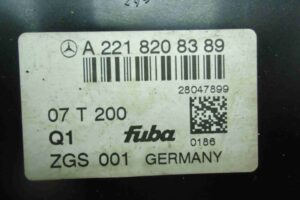 A 221 820 83 89
28047899
07 T 200
Q1 fuba 0186
ZGS 001 GERMANY